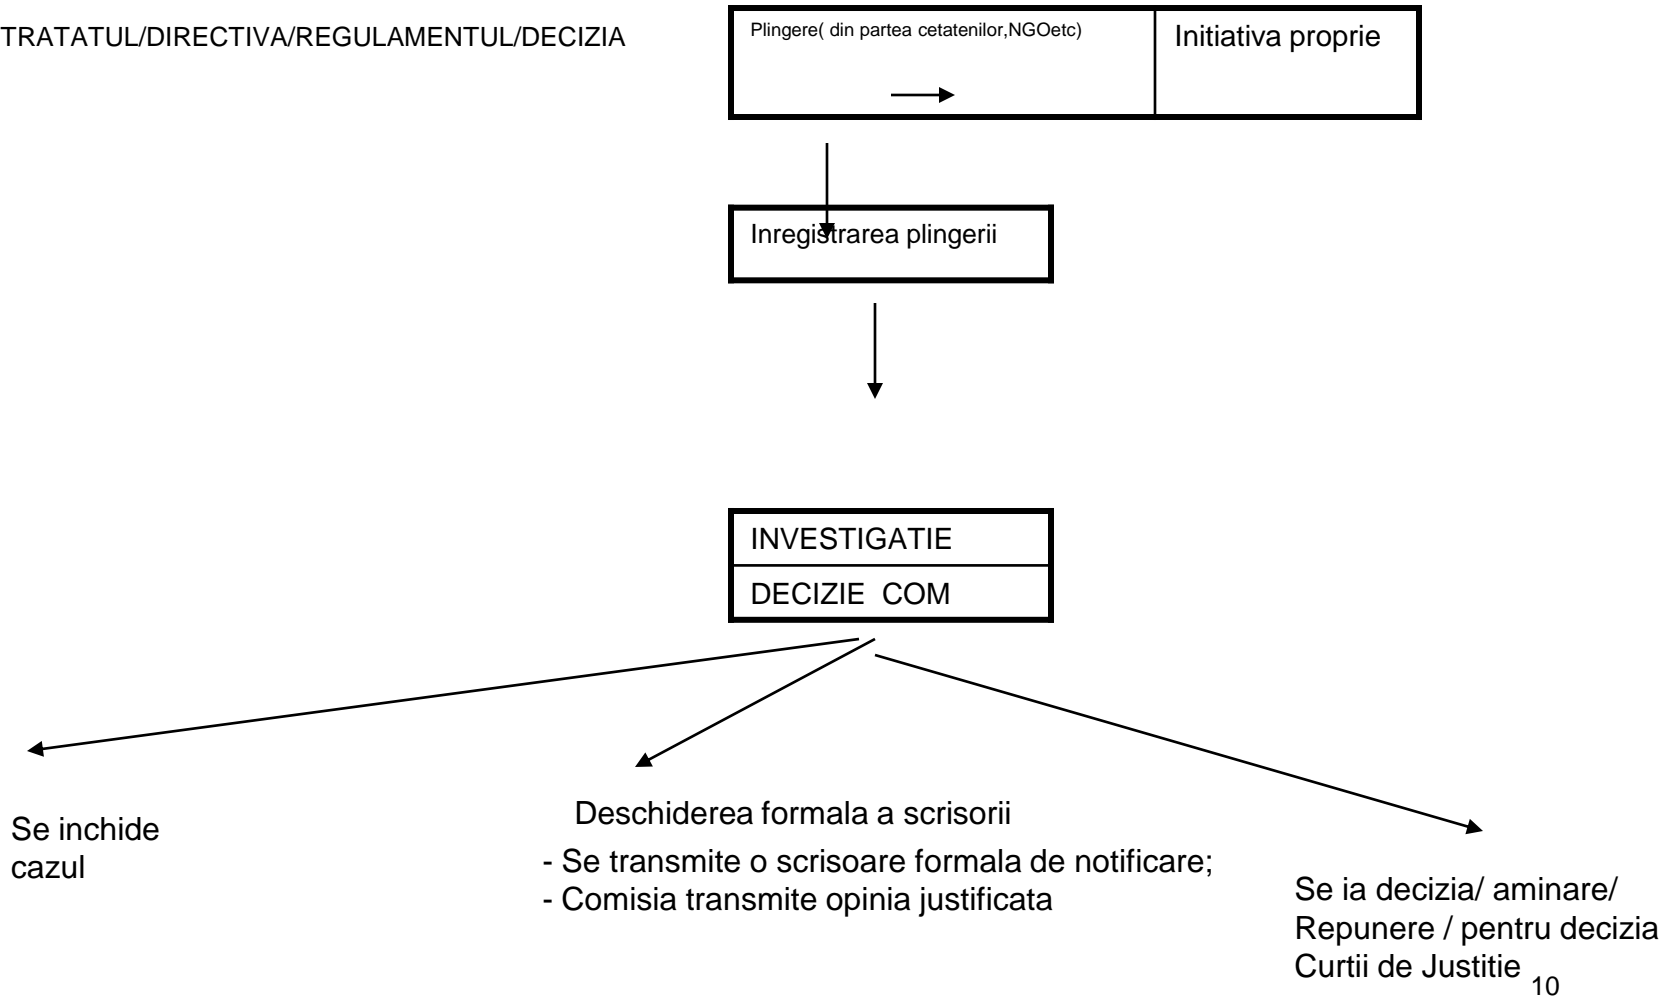 TRATATUL/DIRECTIVA/REGULAMENTUL/DECIZIA
Plingere( din partea cetatenilor,NGOetc)
Initiativa proprie
Inregistrarea plingerii
INVESTIGATIE
DECIZIE COM
Se inchide
cazul
Deschiderea formala a scrisorii
- Se transmite o scrisoare formala de notificare;
- Comisia transmite opinia justificata
Se ia decizia/ aminare/
Repunere / pentru decizia
Curtii de Justitie
10